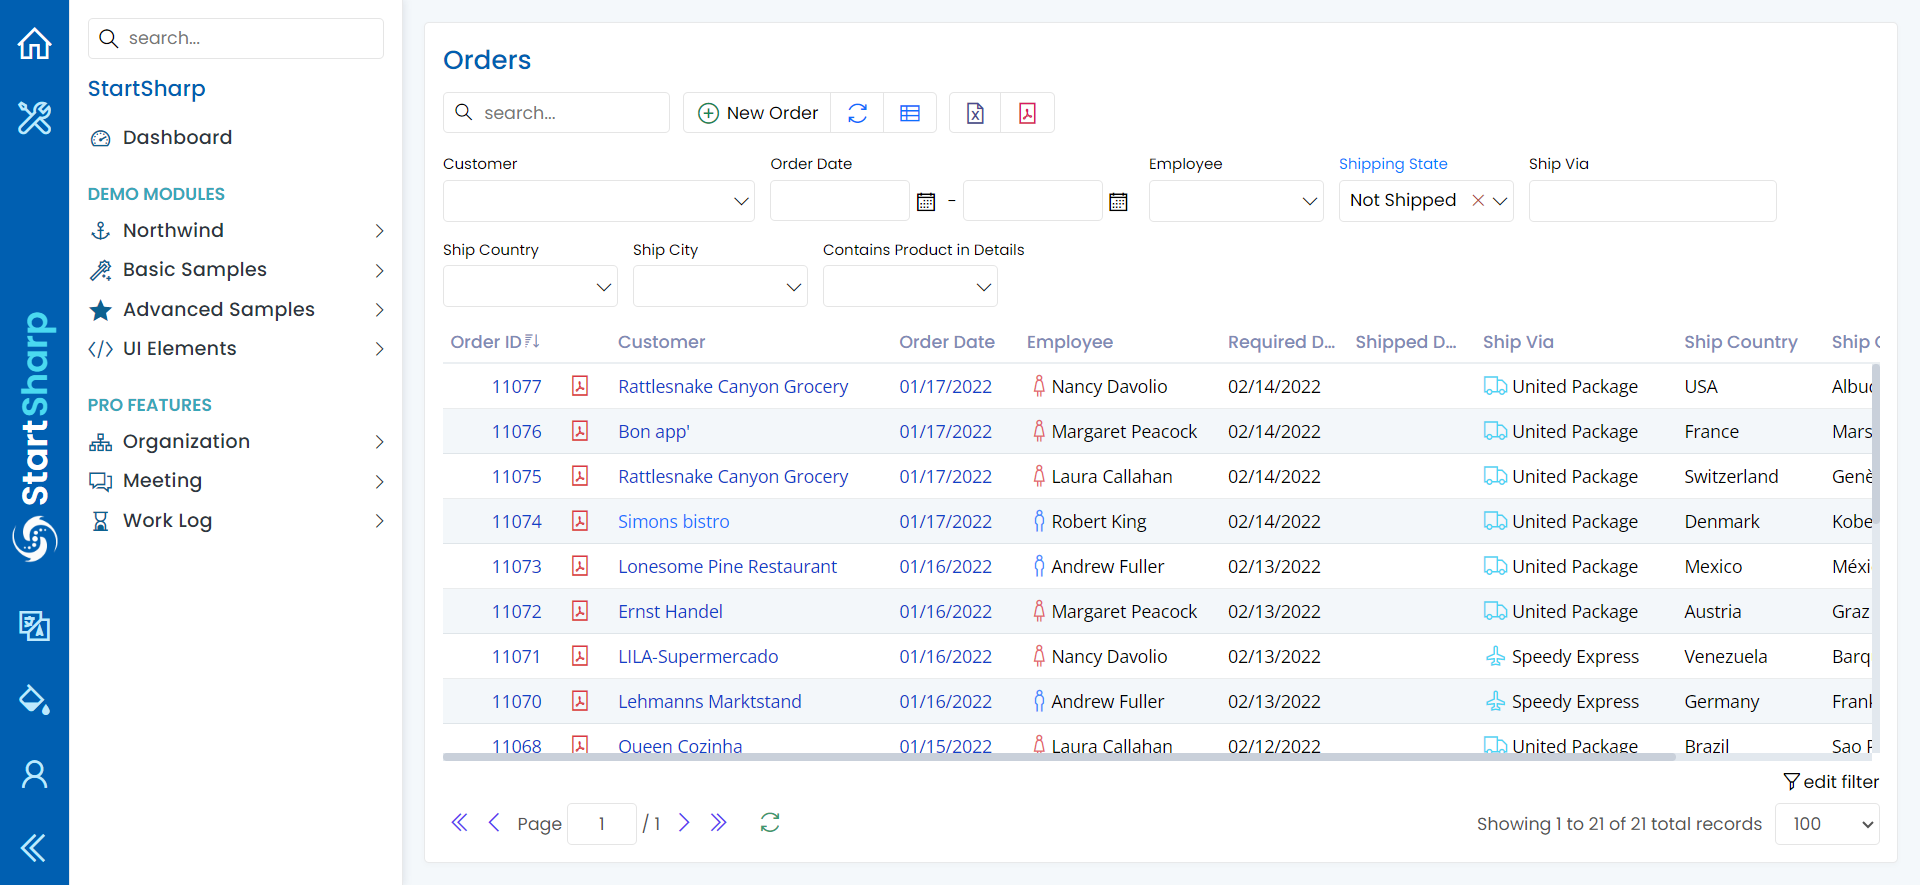 search...
StartSharp
Dashboard
DEMO MODULES
Northwind
Basic Samples
Advanced Samples
UI Elements
PRO FEATURES
Organization
Meeting
Work Log
StartSharp
Orders
search...
New Order
Customer Order Date Employee Shipping State Ship Via
- Not Shipped
Ship Country Ship City Contains Product in Details
Order ID Customer Order Date Employee Required D... Shipped D... Ship Via Ship Country Ship
11077 Rattlesnake Canyon Grocery 01/17/2022 Nancy Davolio 02/14/2022 United Package USA Albu
11076 Bon app' 01/17/2022 Margaret Peacock 02/14/2022 United Package France Mars
11075 Rattlesnake Canyon Grocery 01/17/2022 Laura Callahan 02/14/2022 United Package Switzerland Genè
11074 Simons bistro 01/17/2022 Robert King 02/14/2022 United Package Denmark Kobe
11073 Lonesome Pine Restaurant 01/16/2022 Andrew Fuller 02/13/2022 United Package Mexico Méxi
11072 Ernst Handel 01/16/2022 Margaret Peacock 02/13/2022 United Package Austria Graz
11071 LILA-Supermercado 01/16/2022 Nancy Davolio 02/13/2022 Speedy Express Venezuela Barq
11070 Lehmanns Marktstand 01/16/2022 Andrew Fuller 02/13/2022 Speedy Express Germany Frank
11068 Queen Cozinha 01/15/2022 Laura Callahan 02/12/2022 United Package Brazil Sao
edit filter
Page 1 / 1
Showing 1 to 21 of 21 total records 100